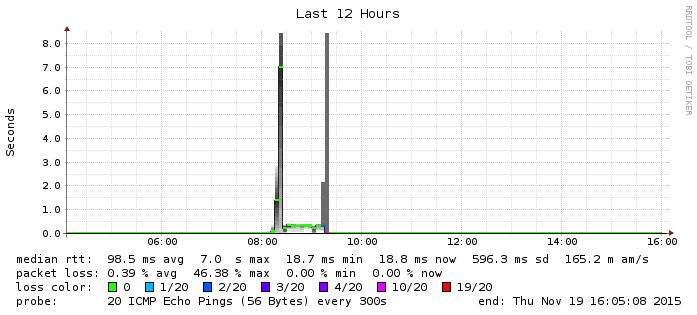 Last 12 Hours
RRDTOOL / TOBI OETIKER
Seconds
8.0
7.0
6.0
5.0
4.0
3.0
2.0
1.0
0.0
06:00 08:00 10:00 12:00 14:00 16:00
median rtt: 98.5 ms avg 7.0 s max 18.7 ms min 18.8 ms now 596.3 ms sd 165.2 m am/s
packet loss: 0.39 % avg 46.38 % max 0.00 % min 0.00 % now
loss color: 0 1/20 2/20 3/20 4/20 10/20 19/20
probe: 20 ICMP Echo Pings (56 Bytes) every 300s end: Thu Nov 19 16:05:08 2015